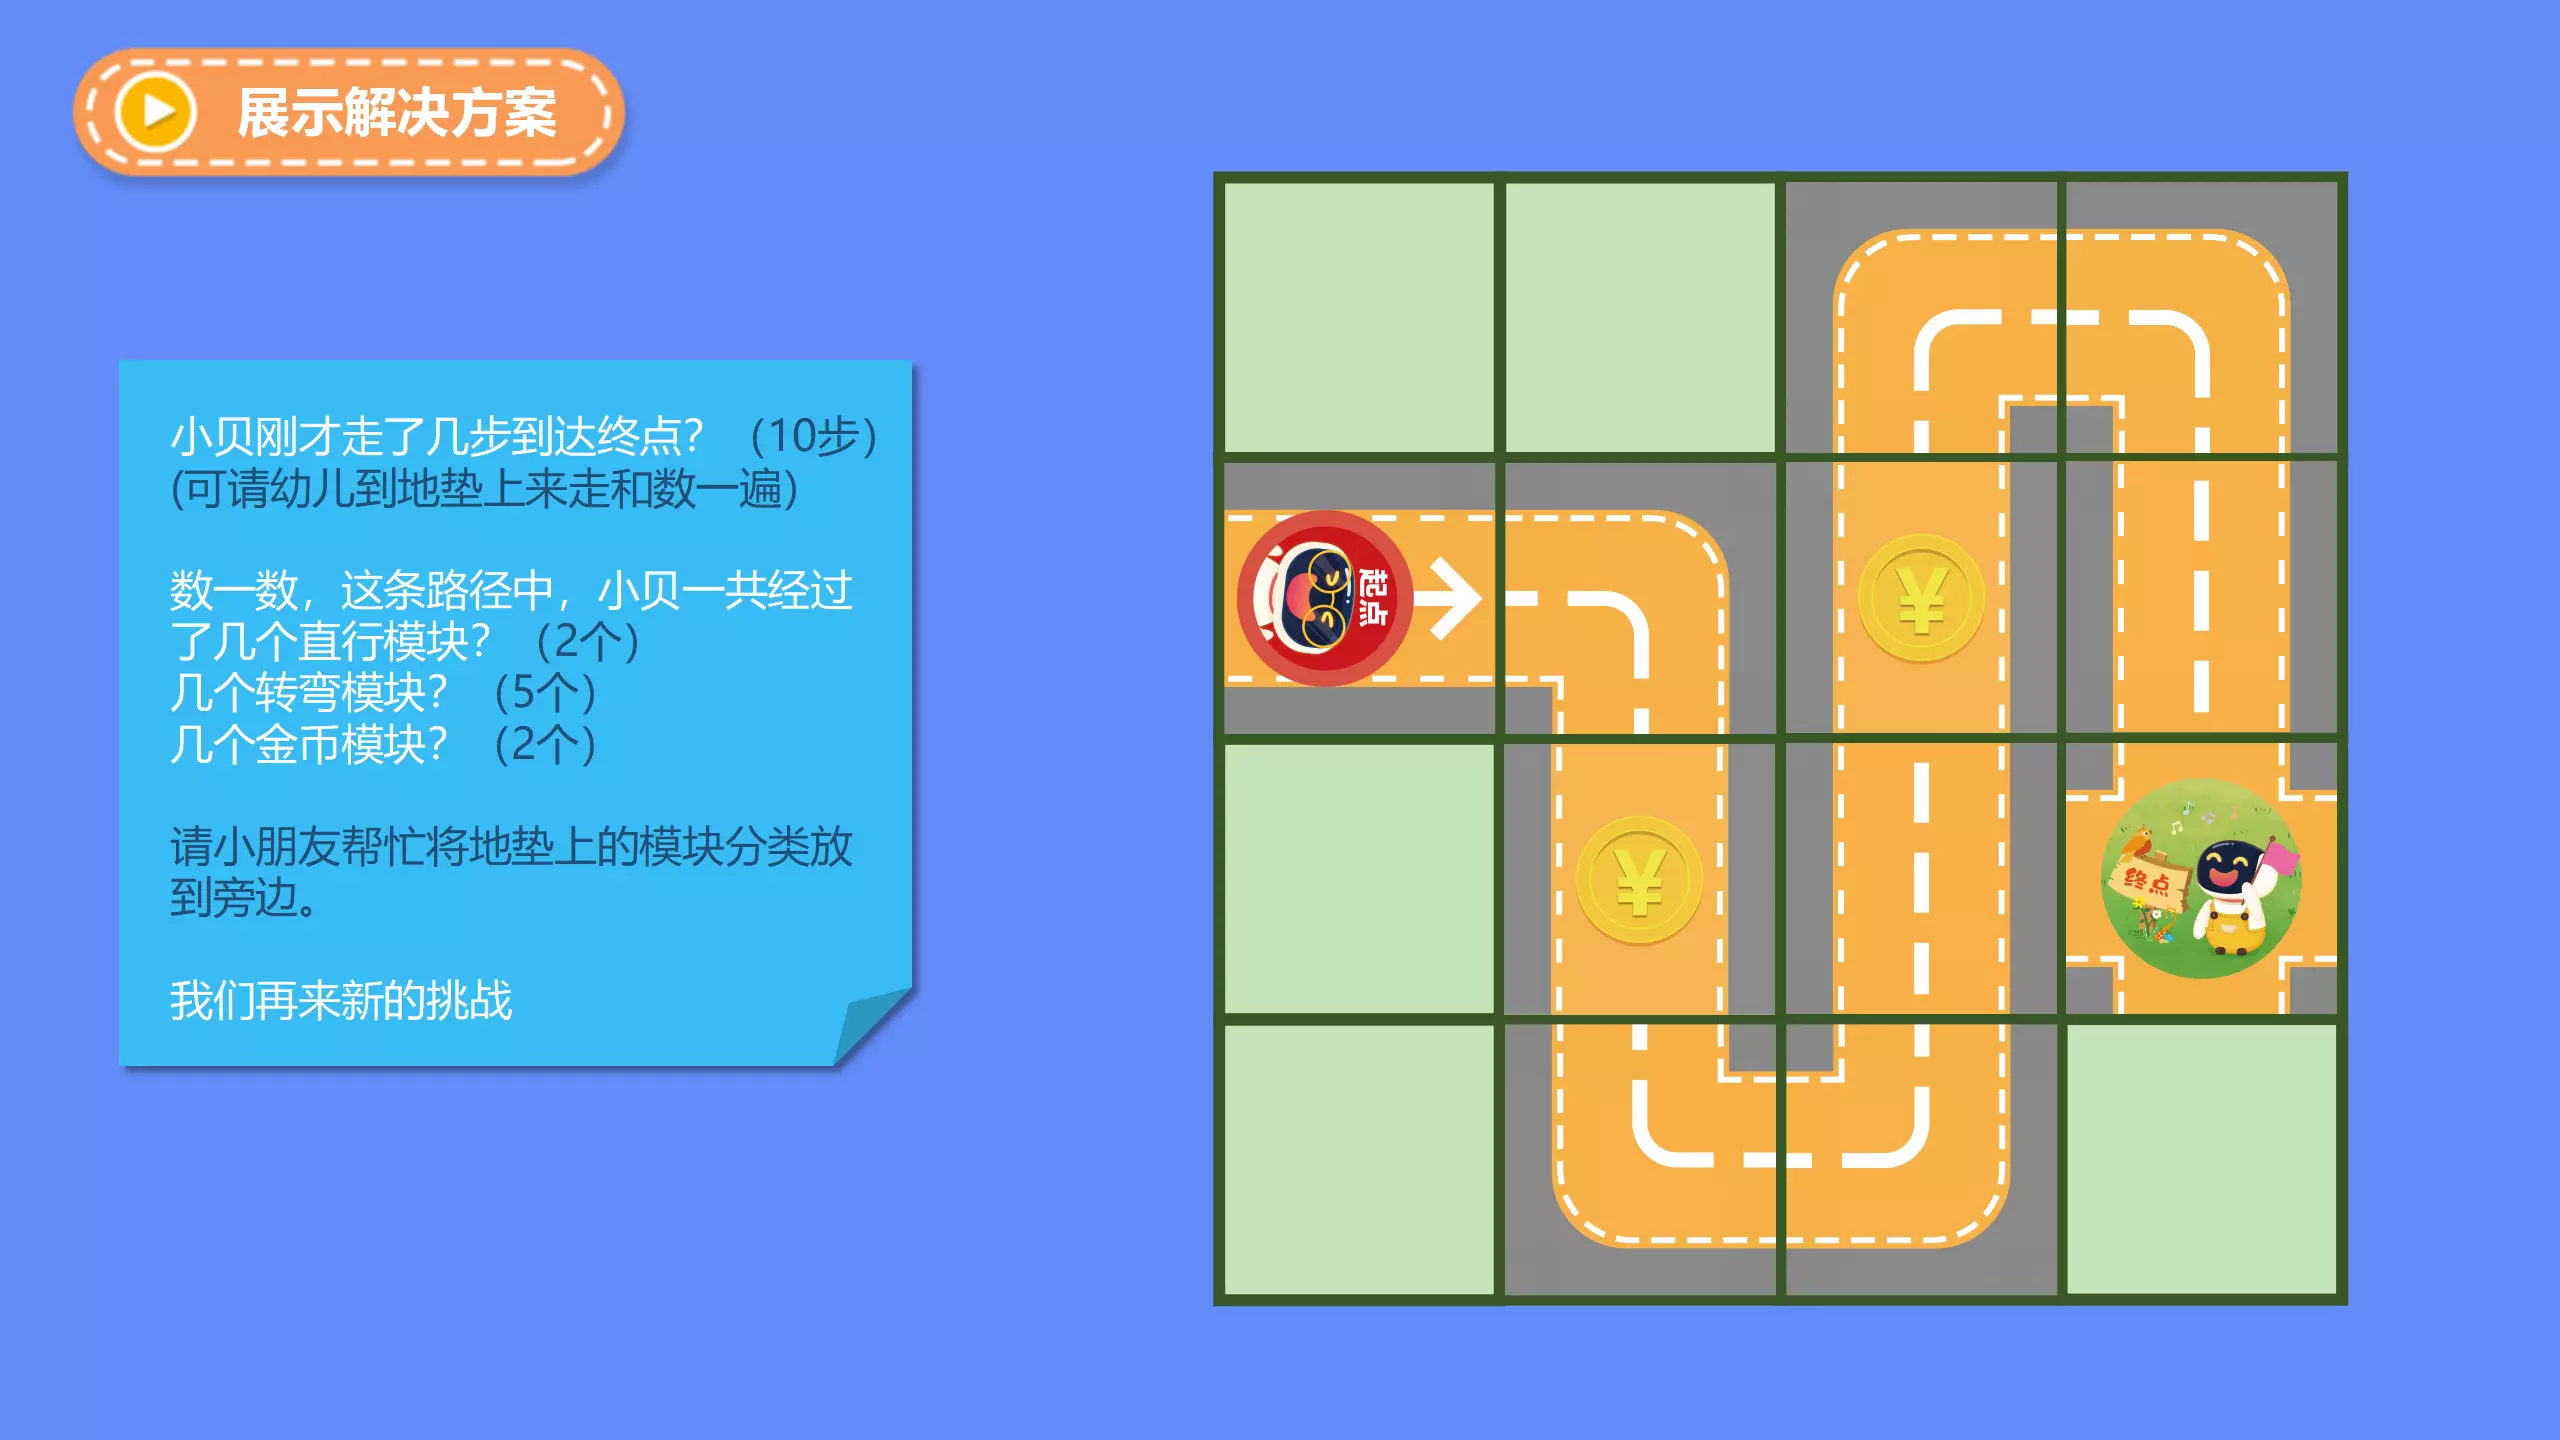 展示解决方案
小贝刚才走了几步到达终点？（10步）
(可请幼儿到地垫上来走和数一遍）
数一数，这条路径中，小贝一共经过
了几个直行模块？（2个）
几个转弯模块？（5个）
几个金币模块？（2个）
请小朋友帮忙将地垫上的模块分类放
到旁边。
我们再来新的挑战
起点
¥
¥
终点